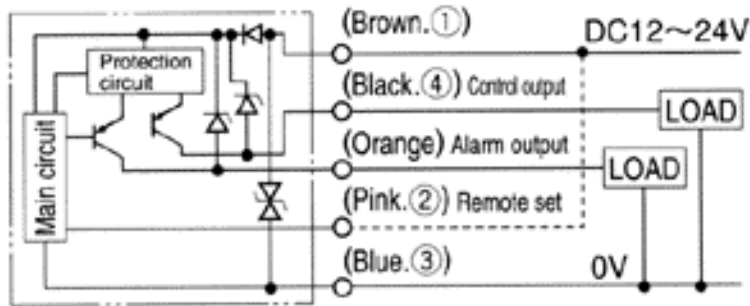 (Brown.①)
DC12～24V
Protection
circuit
(Black.④) Control output
LOAD
(Orange) Alarm output
LOAD
Main circuit
(Pink.②) Remote set
(Blue.③)
0V